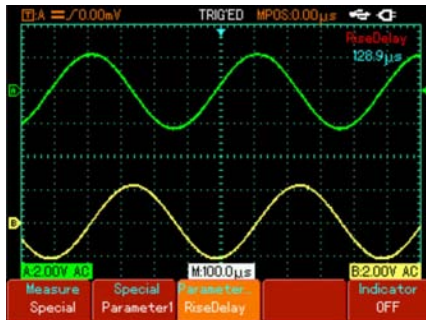 T:A 0.00mV TRIG'ED MPOS:0.00μs
RiseDelay
128.9μs
A
D
A:2.00V AC M:100.0μs B:2.00V AC
Measure Special Parameter.. Indicator
Special Parameter1 RiseDelay OFF